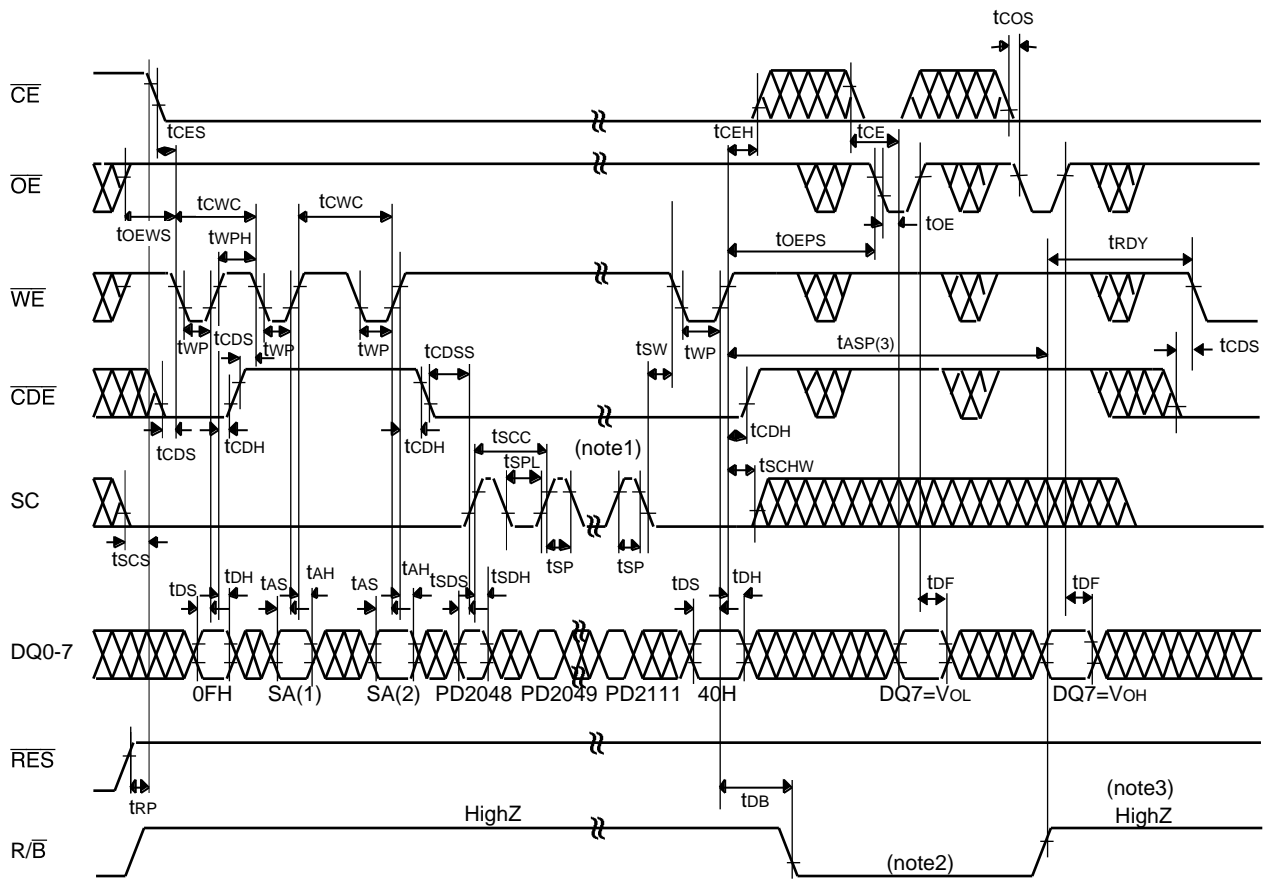 tCOS
CE
tCES
tCEH
tCE
OE
tCWC
tCWC
tOEWS
tWPH
tOEPS
tOE
tRDY
WE
tWP
tCDS
tWP
tWP
tCDSS
tSW
tWP
tASP(3)
tCDS
CDE
tCDS
tCDH
tCDH
tSCC
(note1)
tCDH
tSPL
tSCHW
SC
tSCS
tSP
tSP
tDS
tDH
tAS
tAH
tAS
tAH
tSDS
tSDH
tDS
tDH
tDF
tDF
DQ0-7
0FH
SA(1)
SA(2)
PD2048
PD2049
PD2111
40H
DQ7=VOL
DQ7=VOH
RES
tRP
tDB
(note3)
HighZ
HighZ
R/B
(note2)